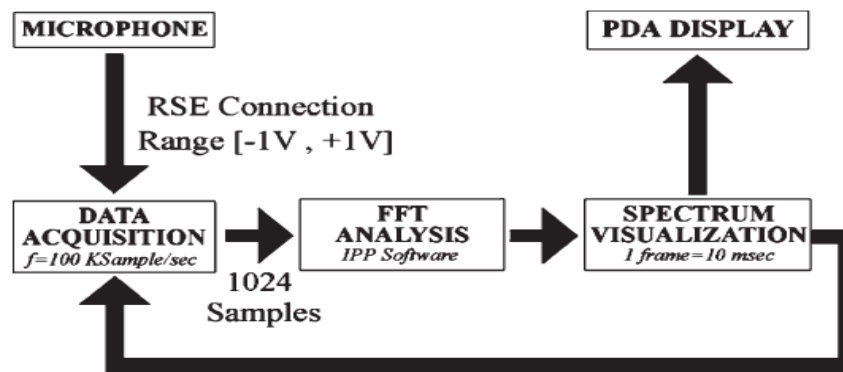 MICROPHONE
PDA DISPLAY
RSE Connection
Range [-1V , +1V]
DATA
ACQUISITION
f=100 KSample/sec
1024
Samples
FFT
ANALYSIS
IPP Software
SPECTRUM
VISUALIZATION
1 frame=10 msec